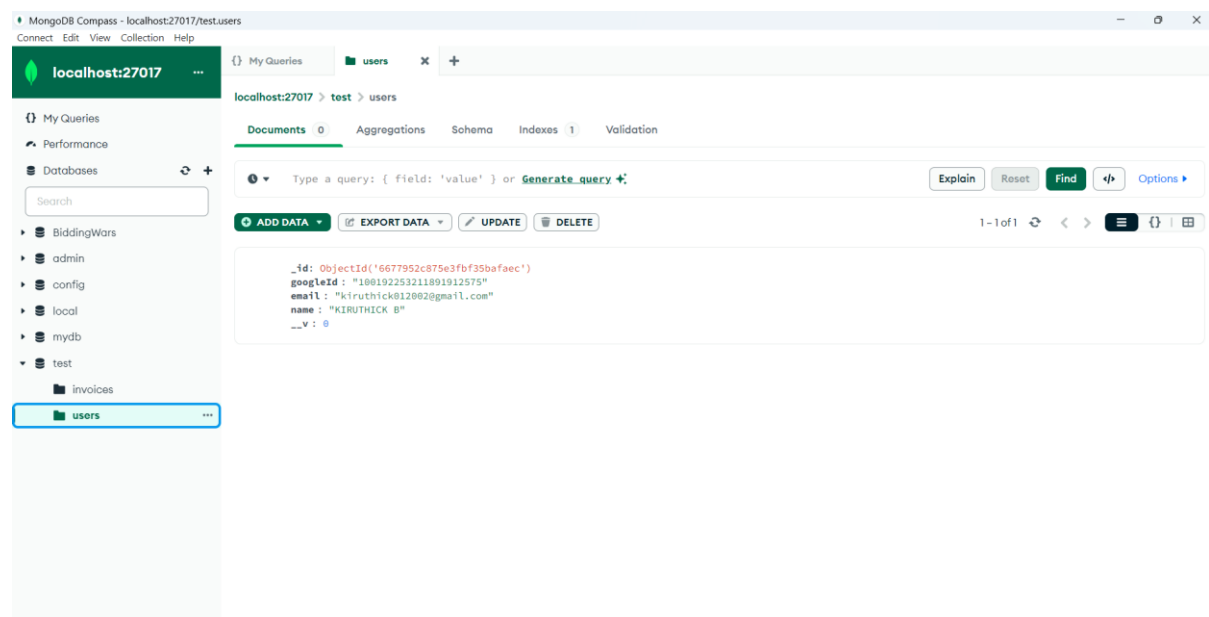 MongoDB Compass - localhost:27017/test.users
Connect Edit View Collection Help
localhost:27017 ...
{} My Queries
Performance
Databases
Search
BiddingWars
admin
config
local
mydb
test
invoices
users ...
{} My Queries users
localhost:27017 > test > users
Documents 0 Aggregations Schema Indexes 1 Validation
Type a query: { field: 'value' } or Generate query
Explain Reset Find </> Options
ADD DATA EXPORT DATA UPDATE DELETE
1 - 1 of 1 {}
_id: ObjectId('6677952c875e3fbf35bafaec')
googleId : "100192253211891912575"
email : "kiruthick012002@gmail.com"
name : "KIRUTHICK B"
__v : 0